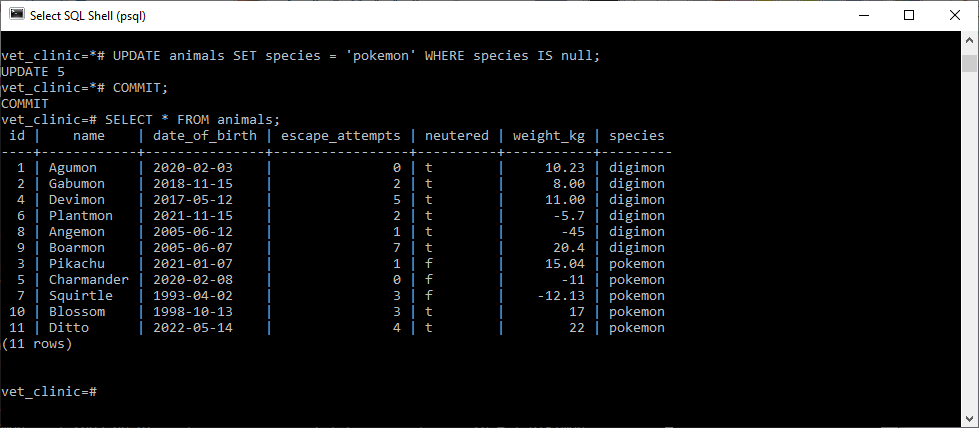 Select SQL Shell (psql)
vet_clinic=*# UPDATE animals SET species = 'pokemon' WHERE species IS null;
UPDATE 5
vet_clinic=*# COMMIT;
COMMIT
vet_clinic=# SELECT * FROM animals;
 id |    name    | date_of_birth | escape_attempts | neutered | weight_kg | species
----+------------+---------------+-----------------+----------+-----------+---------
  1 | Agumon     | 2020-02-03    |               0 | t        |     10.23 | digimon
  2 | Gabumon    | 2018-11-15    |               2 | t        |      8.00 | digimon
  4 | Devimon    | 2017-05-12    |               5 | t        |     11.00 | digimon
  6 | Plantmon   | 2021-11-15    |               2 | t        |      -5.7 | digimon
  8 | Angemon    | 2005-06-12    |               1 | t        |       -45 | digimon
  9 | Boarmon    | 2005-06-07    |               7 | t        |      20.4 | digimon
  3 | Pikachu    | 2021-01-07    |               1 | f        |     15.04 | pokemon
  5 | Charmander | 2020-02-08    |               0 | f        |       -11 | pokemon
  7 | Squirtle   | 1993-04-02    |               3 | f        |    -12.13 | pokemon
 10 | Blossom    | 1998-10-13    |               3 | t        |        17 | pokemon
 11 | Ditto      | 2022-05-14    |               4 | t        |        22 | pokemon
(11 rows)
vet_clinic=#